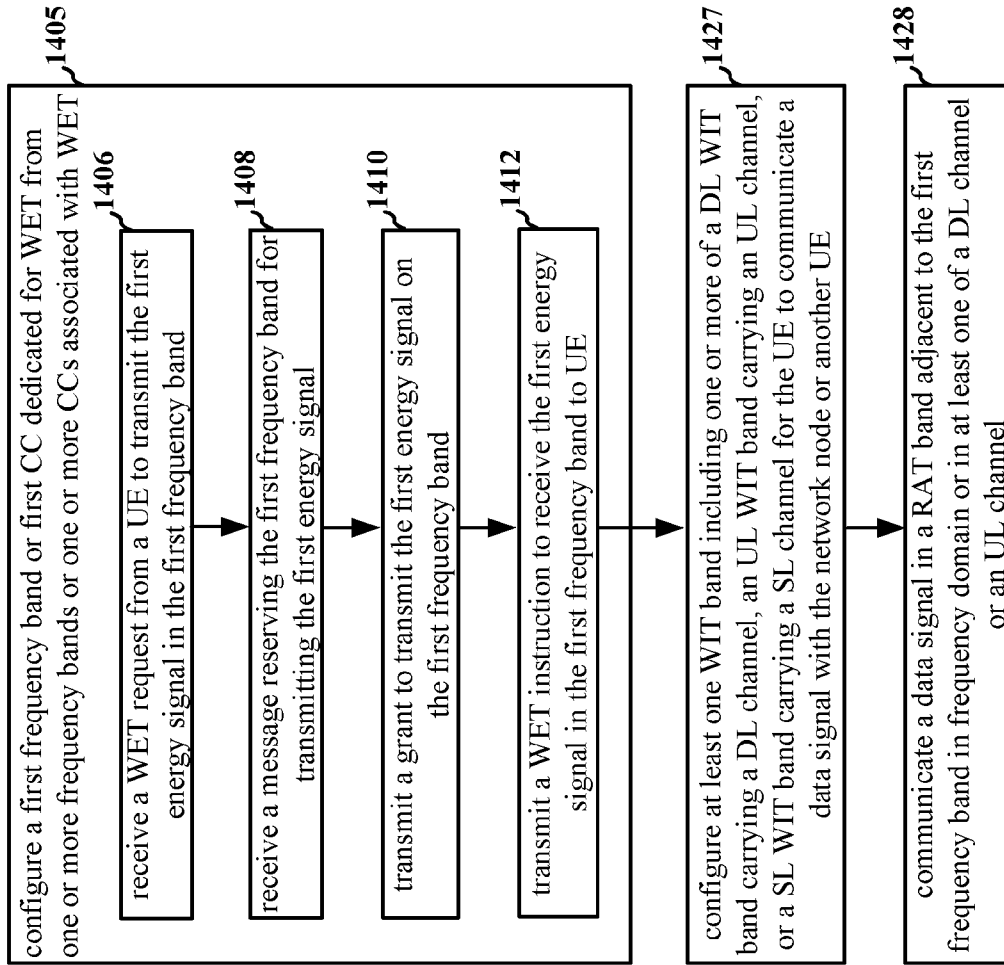 1405
configure a first frequency band or first CC dedicated for WET from
one or more frequency bands or one or more CCs associated with WET
1406
receive a WET request from a UE to transmit the first
energy signal in the first frequency band
1408
receive a message reserving the first frequency band for
transmitting the first energy signal
1410
transmit a grant to transmit the first energy signal on
the first frequency band
1412
transmit a WET instruction to receive the first energy
signal in the first frequency band to UE
1427
configure at least one WIT band including one or more of a DL WIT
band carrying a DL channel, an UL WIT band carrying an UL channel,
or a SL WIT band carrying a SL channel for the UE to communicate a
data signal with the network node or another UE
1428
communicate a data signal in a RAT band adjacent to the first
frequency band in frequency domain or in at least one of a DL channel
or an UL channel